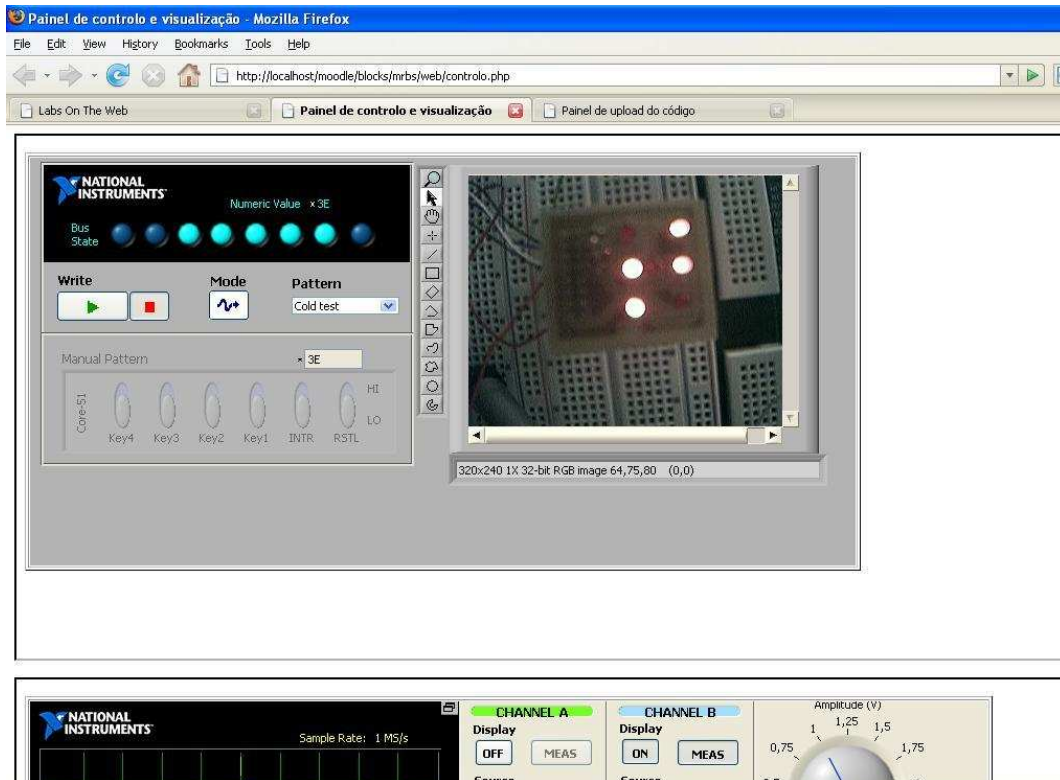 Painel de controlo e visualização - Mozilla Firefox
File Edit View History Bookmarks Tools Help
http://localhost/moodle/blocks/mrbs/web/controlo.php
Labs On The Web Painel de controlo e visualização Painel de upload do código
NATIONAL
INSTRUMENTS
Numeric Value x 3E
Bus
State
Write Mode Pattern
Cold test
Manual Pattern x 3E
Core-51
HI
LO
Key4 Key3 Key2 Key1 INTR RSTL
320x240 1X 32-bit RGB image 64,75,80 (0,0)
NATIONAL
INSTRUMENTS
Sample Rate: 1 MS/s
CHANNEL A
Display
OFF MEAS
Source
CHANNEL B
Display
ON MEAS
Source
Amplitude (V)
0,75 1 1,25 1,5 1,75